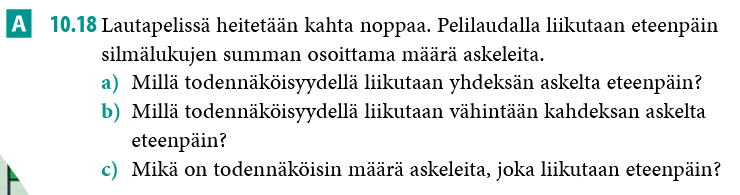 A 10.18 Lautapelissä heitetään kahta noppaa. Pelilaudalla liikutaan eteenpäin
silmälukujen summan osoittama määrä askeleita.
a) Millä todennäköisyydellä liikutaan yhdeksän askelta eteenpäin?
b) Millä todennäköisyydellä liikutaan vähintään kahdeksan askelta
eteenpäin?
c) Mikä on todennäköisin määrä askeleita, joka liikutaan eteenpäin?